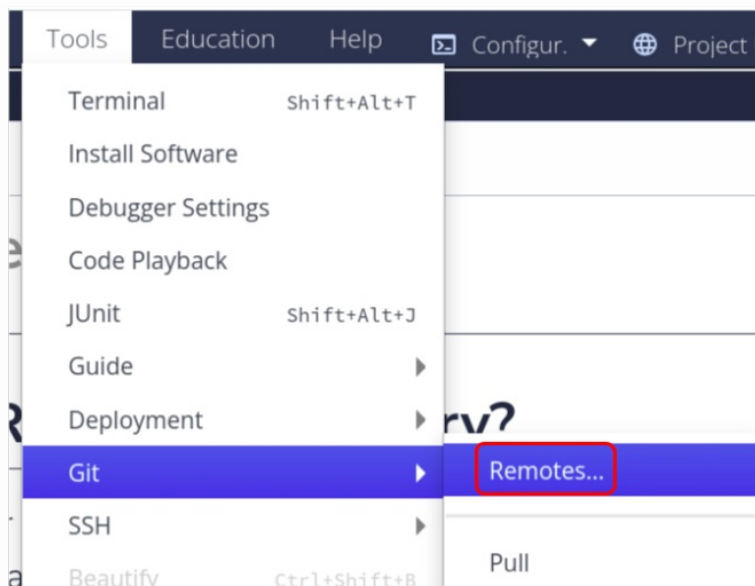 Tools Education Help Configur. Project
Terminal Shift+Alt+T
Install Software
Debugger Settings
Code Playback
JUnit Shift+Alt+J
Guide
Deployment
ry?
Git Remotes...
SSH
Pull
Beautify Ctrl+Shift+B